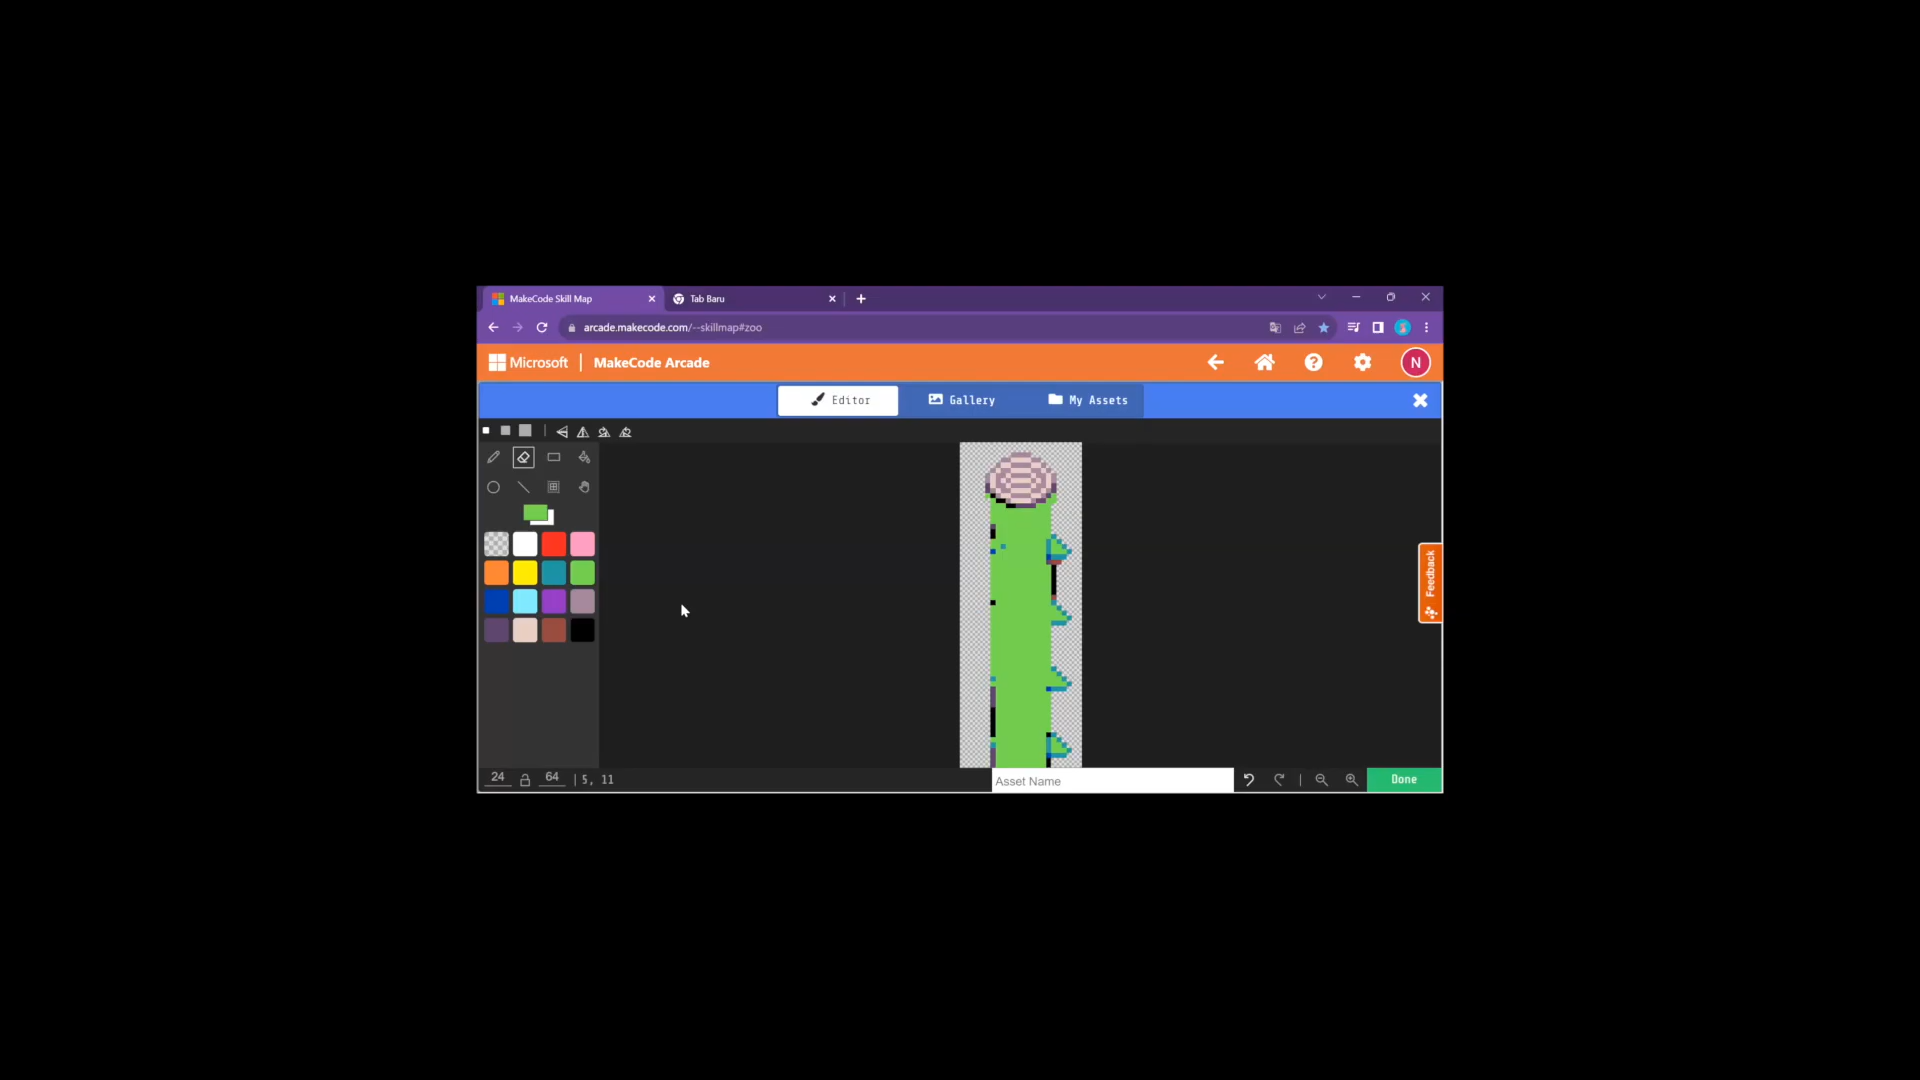 MakeCode Skill Map
Tab Baru
arcade.makecode.com/--skillmap#zoo
Microsoft | MakeCode Arcade
N
Editor
Gallery
My Assets
Feedback
24
64
5, 11
Asset Name
Done